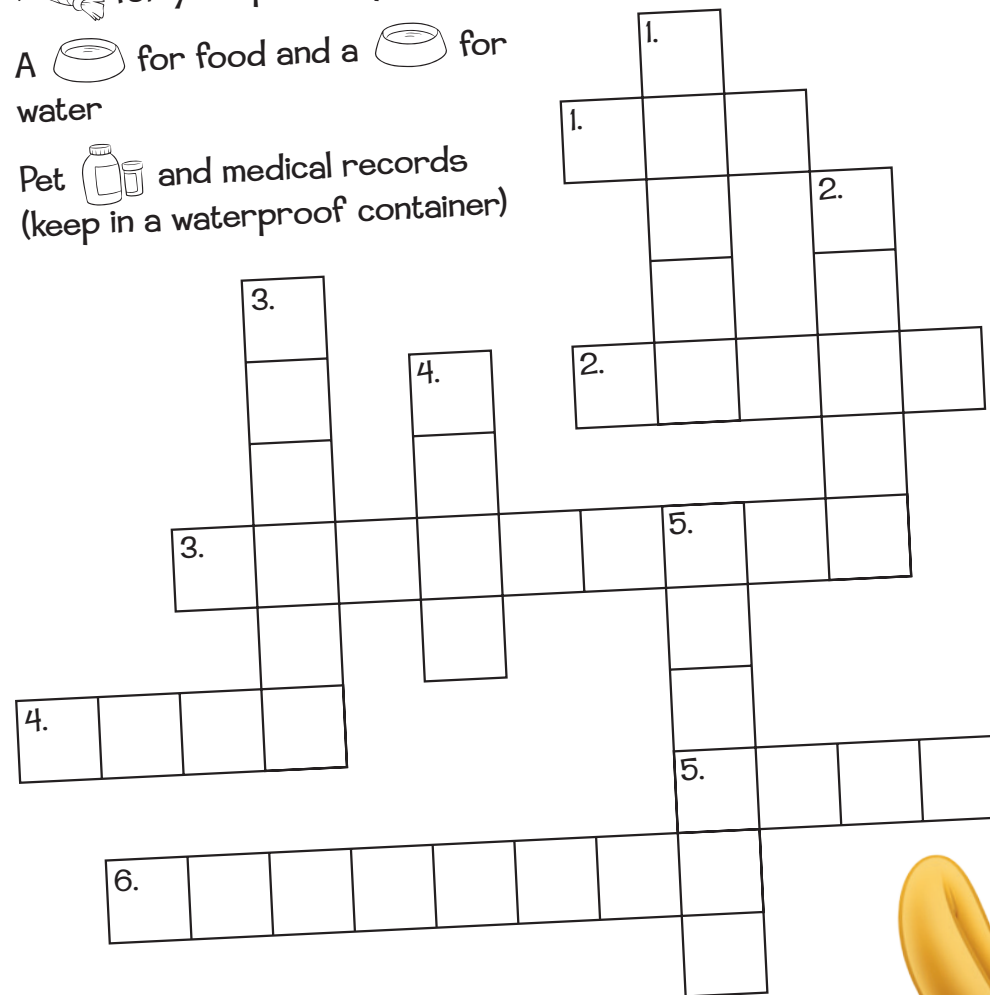 A for food and a for
water
Pet and medical records
(keep in a waterproof container)
1.
1.
2.
3.
4.
2.
3.
5.
4.
5.
6.